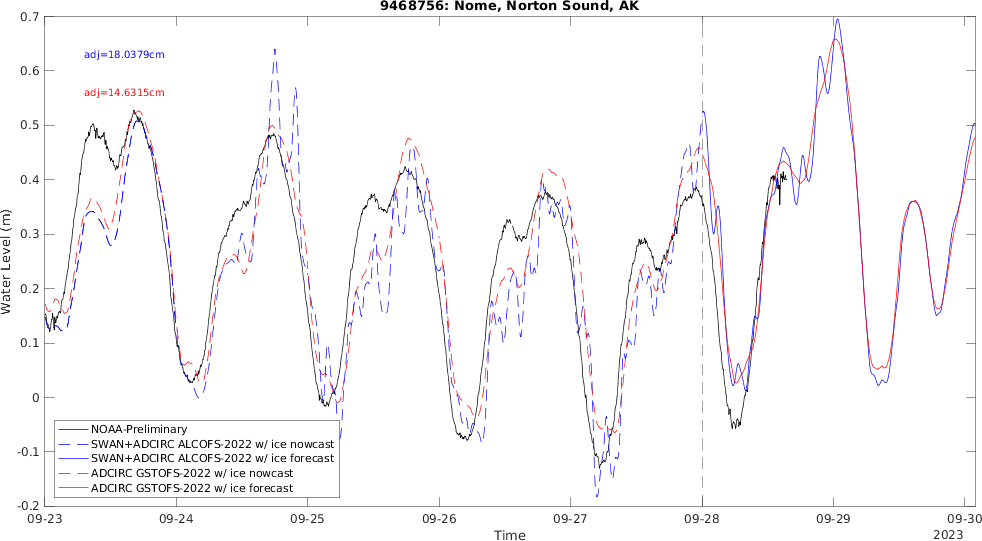 9468756: Nome, Norton Sound, AK
adj=18.0379cm
adj=14.6315cm
Water Level (m)
0.7
0.6
0.5
0.4
0.3
0.2
0.1
0
-0.1
-0.2
NOAA-Preliminary
SWAN+ADCIRC ALCOFS-2022 w/ ice nowcast
SWAN+ADCIRC ALCOFS-2022 w/ ice forecast
ADCIRC GSTOFS-2022 w/ ice nowcast
ADCIRC GSTOFS-2022 w/ ice forecast
09-23 09-24 09-25 09-26 09-27 09-28 09-29 09-30
Time
2023